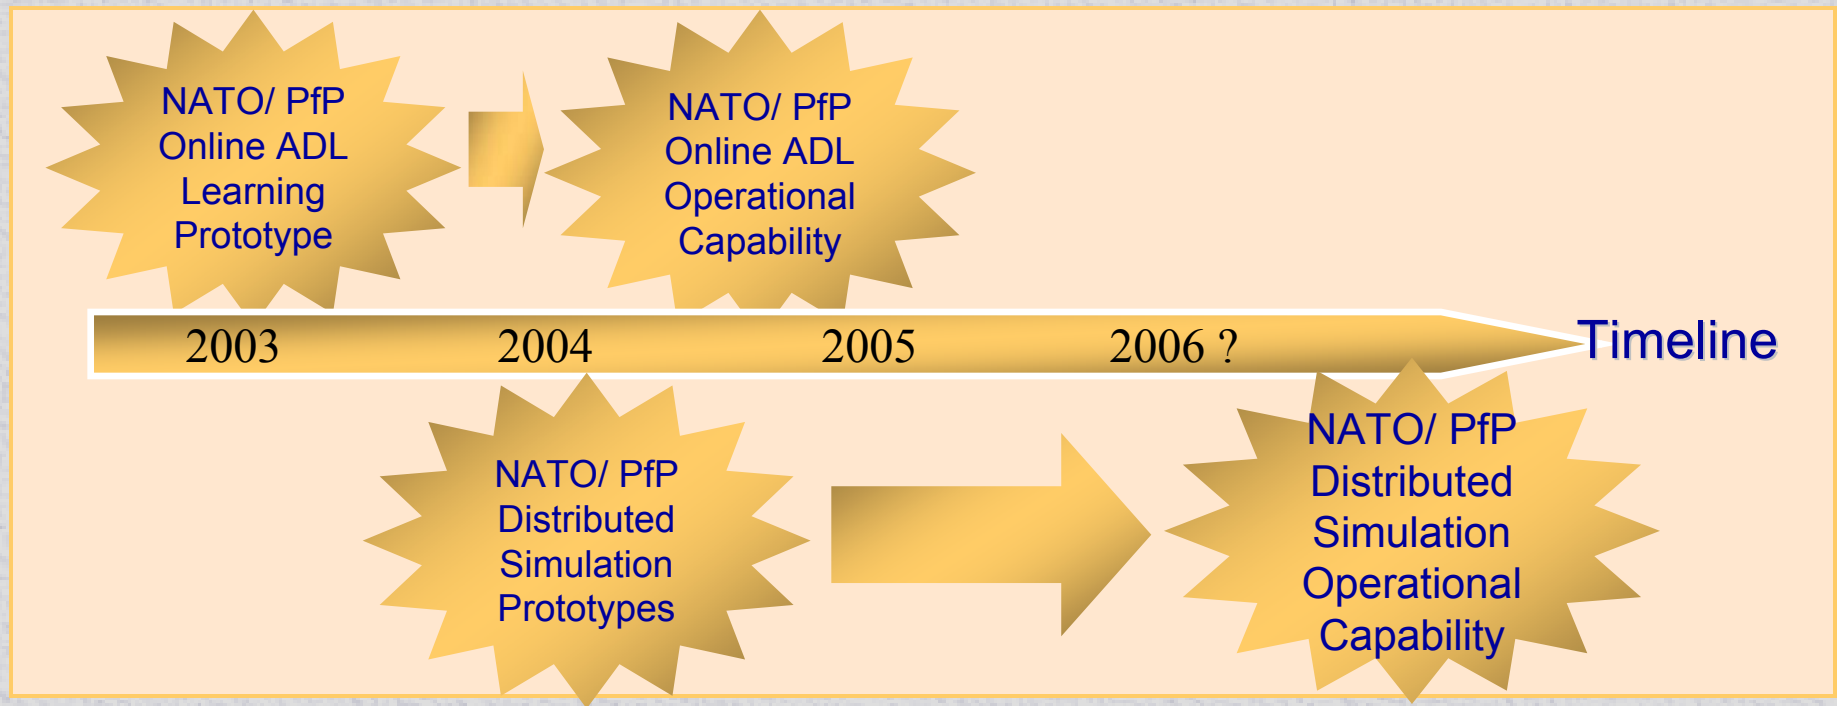 NATO/ PfP
Online ADL
Learning
Prototype
NATO/ PfP
Online ADL
Operational
Capability
2003
2004
2005
2006 ?
Timeline
NATO/ PfP
Distributed
Simulation
Prototypes
NATO/ PfP
Distributed
Simulation
Operational
Capability